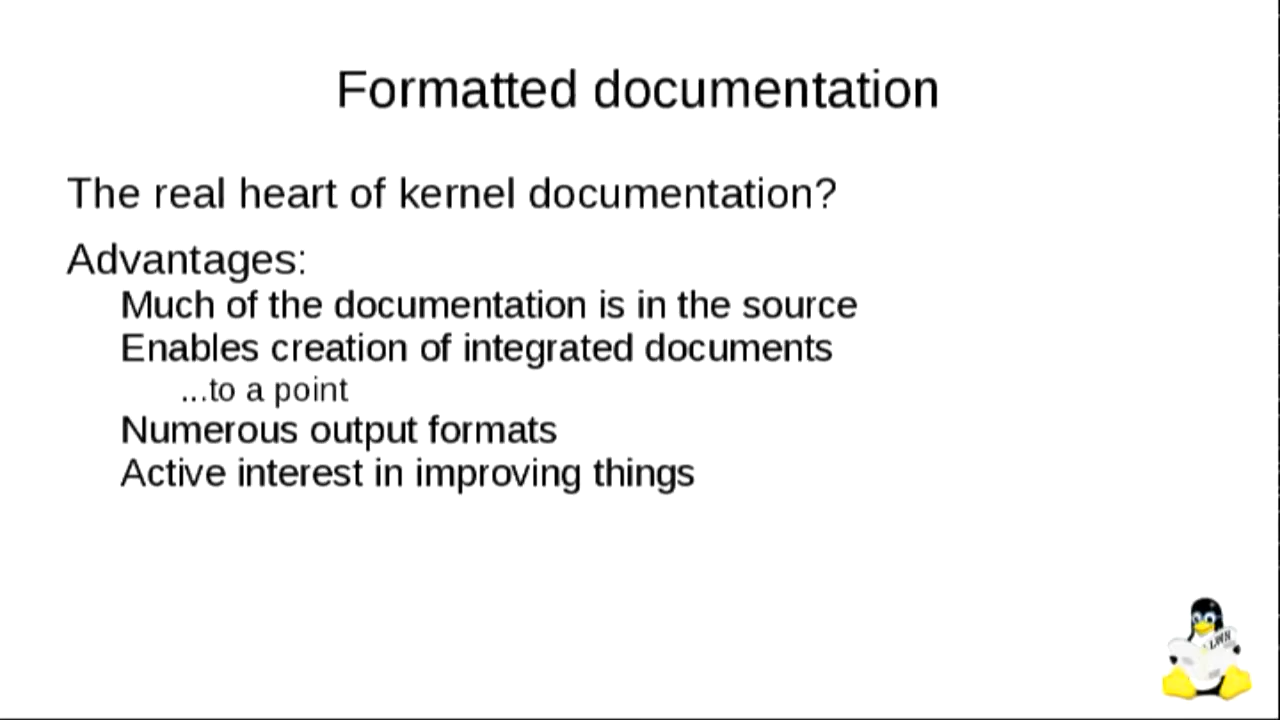 Formatted documentation
The real heart of kernel documentation?
Advantages:
Much of the documentation is in the source
Enables creation of integrated documents
...to a point
Numerous output formats
Active interest in improving things
LWN